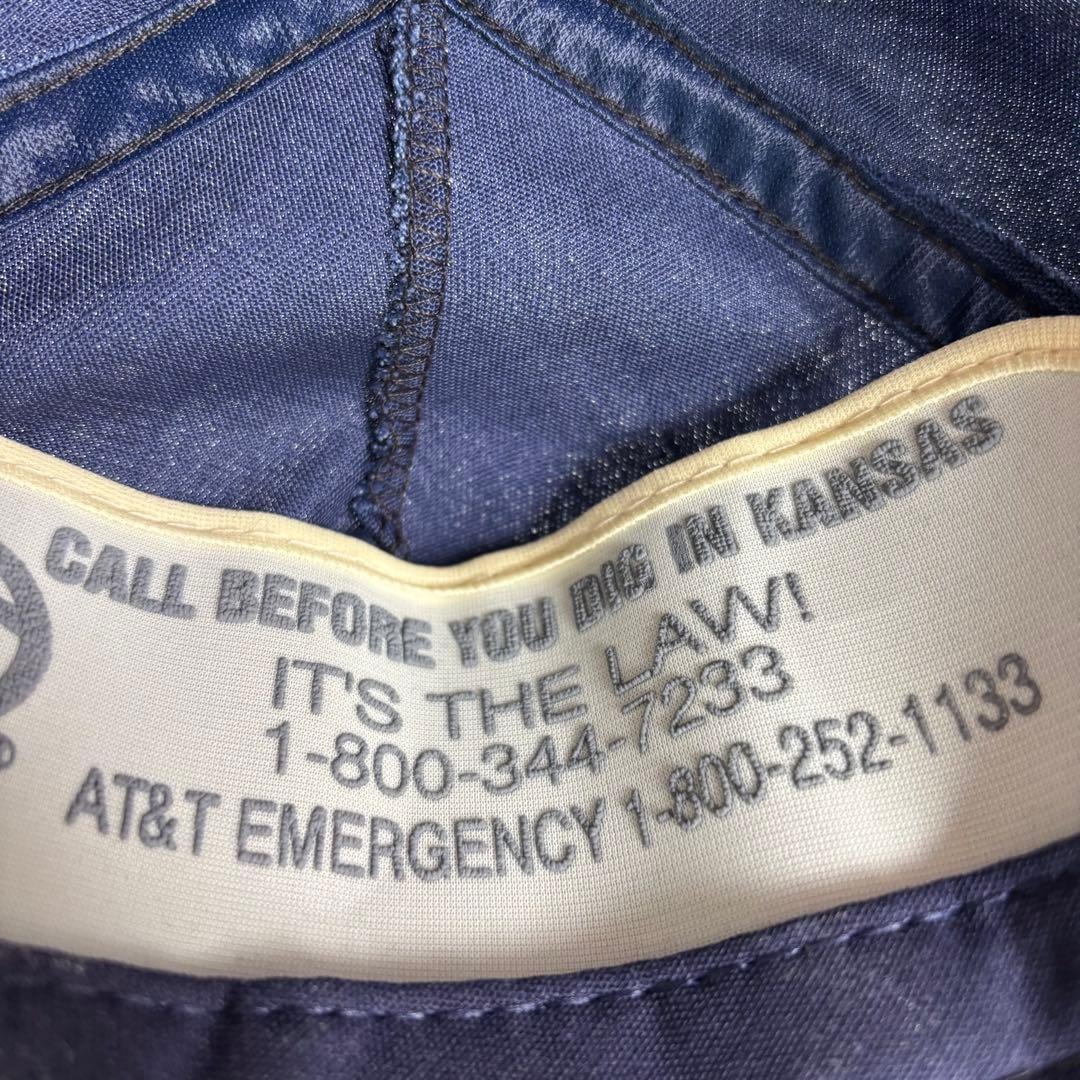 CALL BEFORE YOU DIG IN KANSAS
IT'S THE LAW!
1-800-344-7233
AT&T EMERGENCY 1-800-252-1133